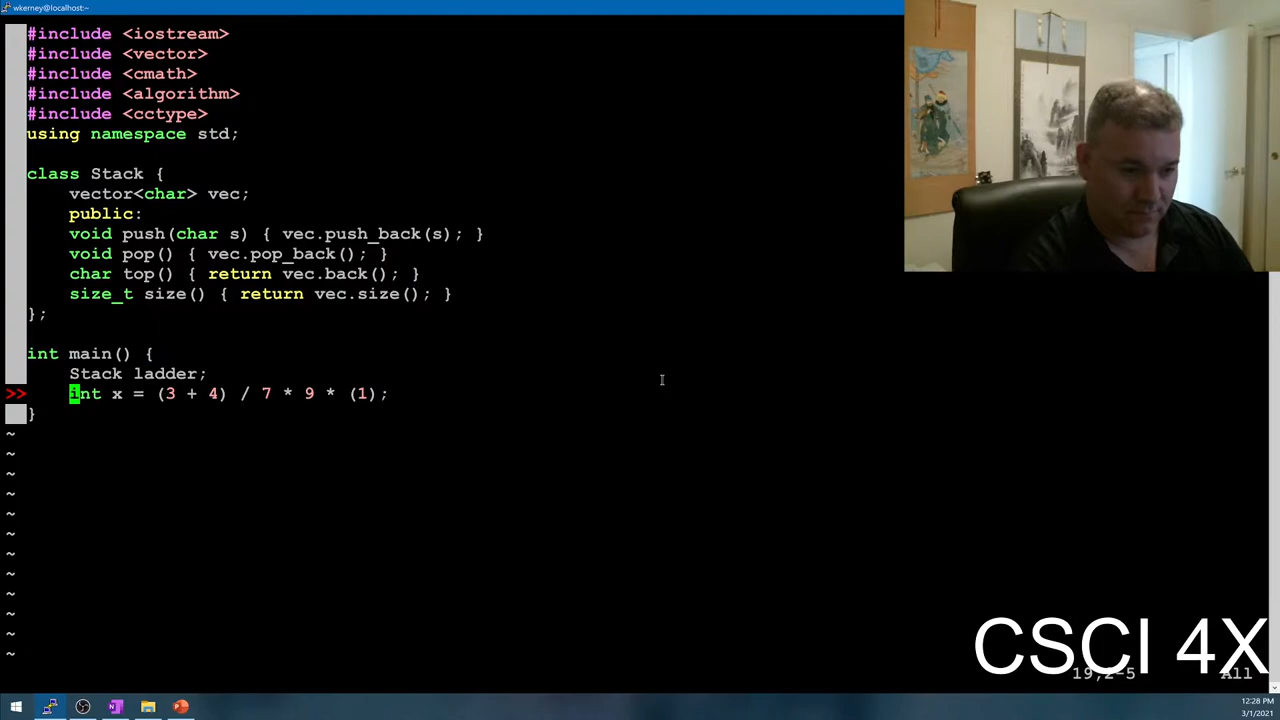 wkerney@localhost:~
#include <iostream>
#include <vector>
#include <cmath>
#include <algorithm>
#include <cctype>
using namespace std;
class Stack {
vector<char> vec;
public:
void push(char s) { vec.push_back(s); }
void pop() { vec.pop_back(); }
char top() { return vec.back(); }
size_t size() { return vec.size(); }
};
int main() {
Stack ladder;
>> int x = (3 + 4) / 7 * 9 * (1);
}
~
~
~
~
~
~
~
~
~
~
~
~
CSCI 4X
19,2-5 All
12:28 PM
3/1/2021